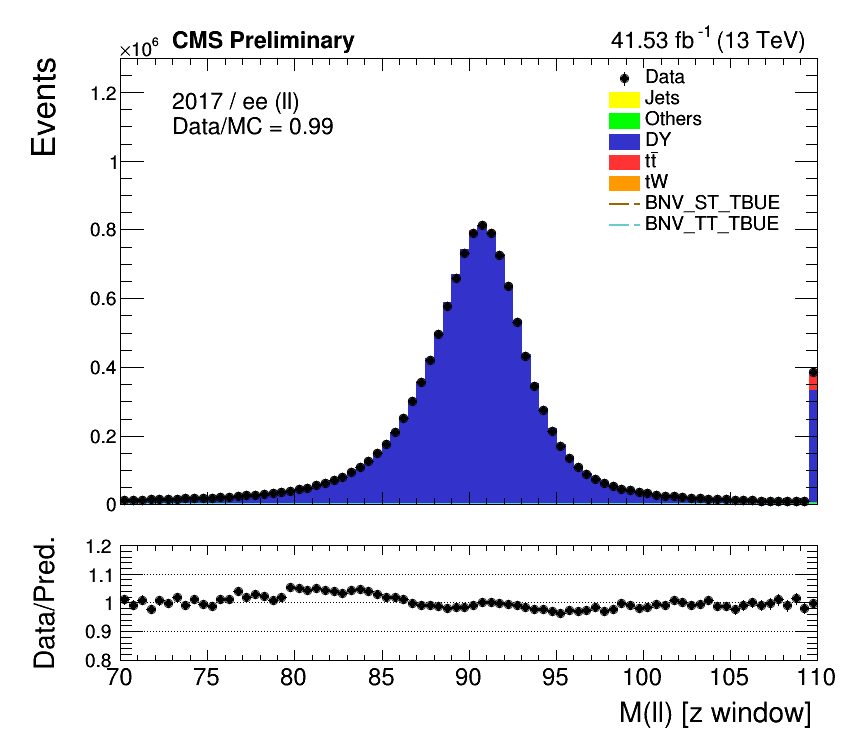 ×10⁶ CMS Preliminary 41.53 fb⁻¹ (13 TeV)
Events
2017 / ee (ll)
Data/MC = 0.99
Data
Jets
Others
DY
tt̄
tW
BNV_ST_TBUE
BNV_TT_TBUE
1.2
1
0.8
0.6
0.4
0.2
0
Data/Pred.
1.2
1.1
1
0.9
0.8
70 75 80 85 90 95 100 105 110
M(ll) [z window]